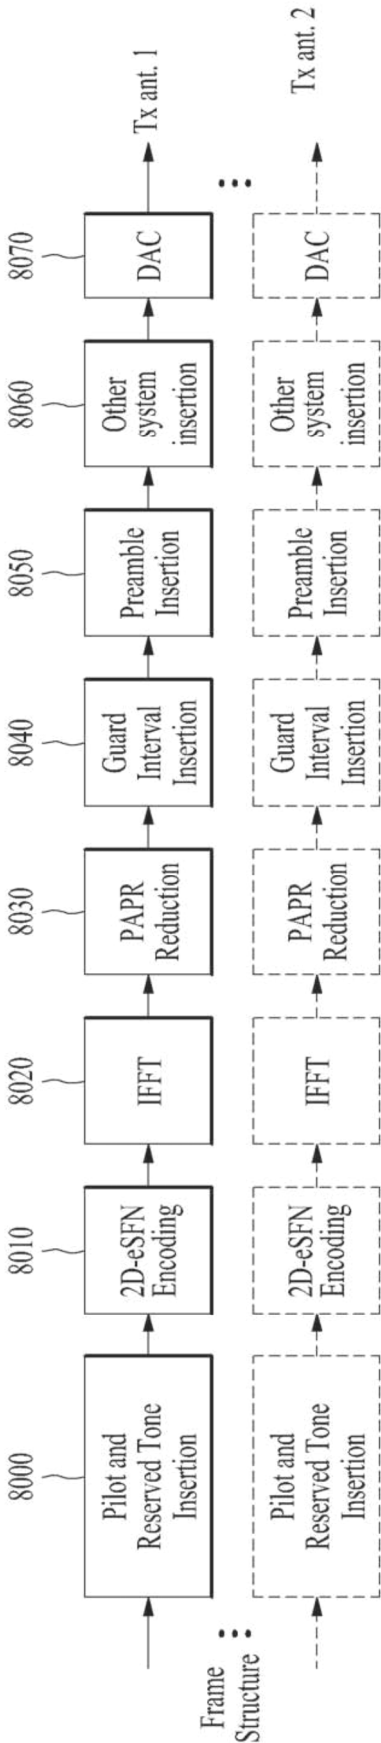 8000
8010
8020
8030
8040
8050
8060
8070
Frame
Structure
Pilot and
Reserved Tone
Insertion
2D-eSFN
Encoding
IFFT
PAPR
Reduction
Guard
Interval
Insertion
Preamble
Insertion
Other
system
insertion
DAC
Tx ant. 1
Pilot and
Reserved Tone
Insertion
2D-eSFN
Encoding
IFFT
PAPR
Reduction
Guard
Interval
Insertion
Preamble
Insertion
Other
system
insertion
DAC
Tx ant. 2